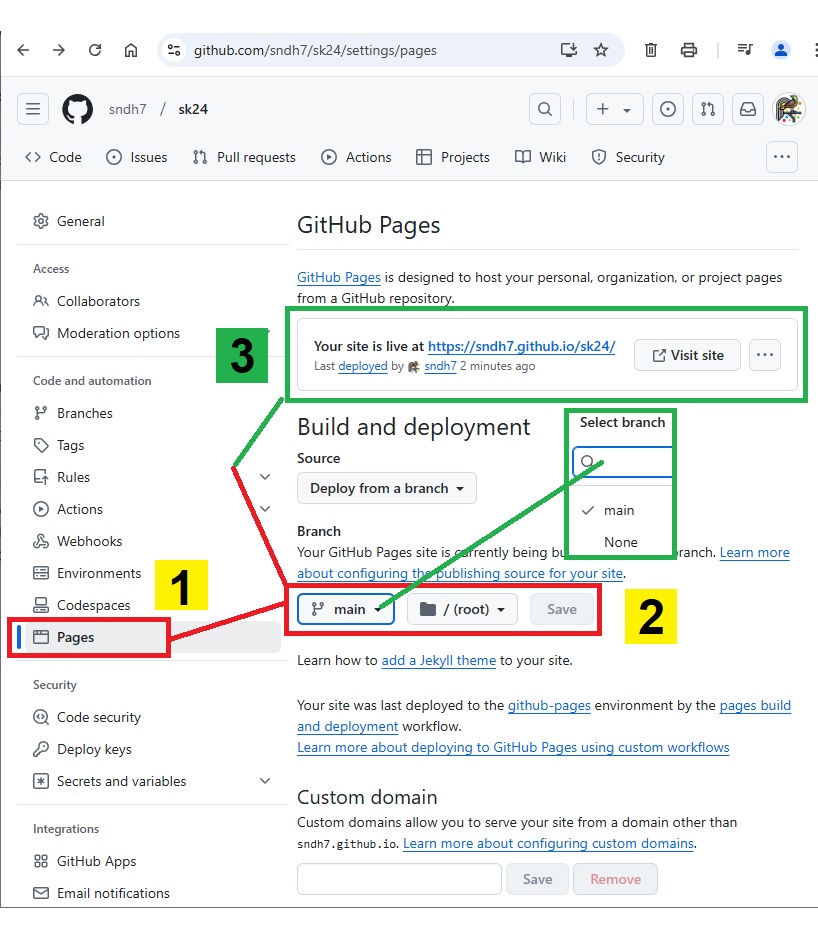 github.com/sndh7/sk24/settings/pages
sndh7 / sk24
Code Issues Pull requests Actions Projects Wiki Security
General
Access
Collaborators
Moderation options
Code and automation
Branches
Tags
Rules
Actions
Webhooks
Environments
Codespaces
Pages
Security
Code security
Deploy keys
Secrets and variables
Integrations
GitHub Apps
Email notifications
1
GitHub Pages
GitHub Pages is designed to host your personal, organization, or project pages
from a GitHub repository.
3
Your site is live at https://sndh7.github.io/sk24/
Last deployed by sndh7 2 minutes ago
Visit site
Build and deployment
Source
Deploy from a branch
Select branch
main
None
Branch
Your GitHub Pages site is currently being bu ranch. Learn more
about configuring the publishing source for your site.
main / (root) Save
2
Learn how to add a Jekyll theme to your site.
Your site was last deployed to the github-pages environment by the pages build
and deployment workflow.
Learn more about deploying to GitHub Pages using custom workflows
Custom domain
Custom domains allow you to serve your site from a domain other than
sndh7.github.io. Learn more about configuring custom domains.
Save Remove